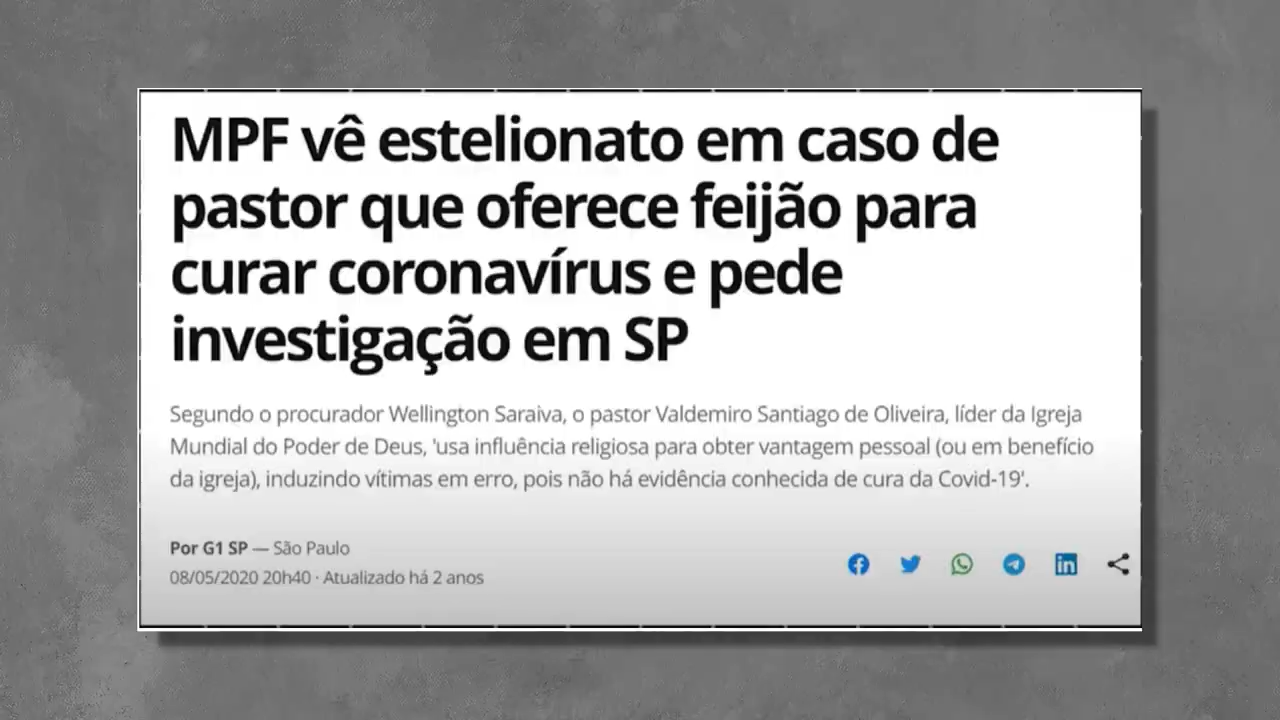 MPF vê estelionato em caso de
pastor que oferece feijão para
curar coronavírus e pede
investigação em SP
Segundo o procurador Wellington Saraiva, o pastor Valdemiro Santiago de Oliveira, líder da Igreja
Mundial do Poder de Deus, 'usa influência religiosa para obter vantagem pessoal (ou em benefício
da igreja), induzindo vítimas em erro, pois não há evidência conhecida de cura da Covid-19'.
Por G1 SP — São Paulo
08/05/2020 20h40 · Atualizado há 2 anos